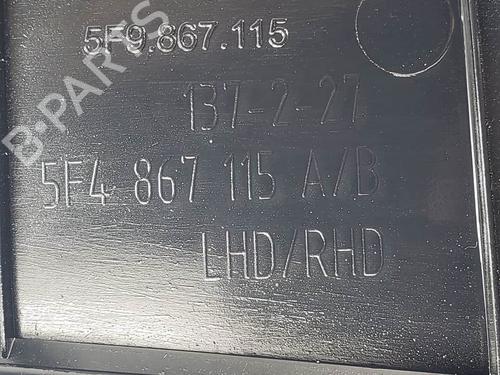 5F9.867.115
137-2-27
5F4 867 115 A/B
LHD/RHD
B-PARTS